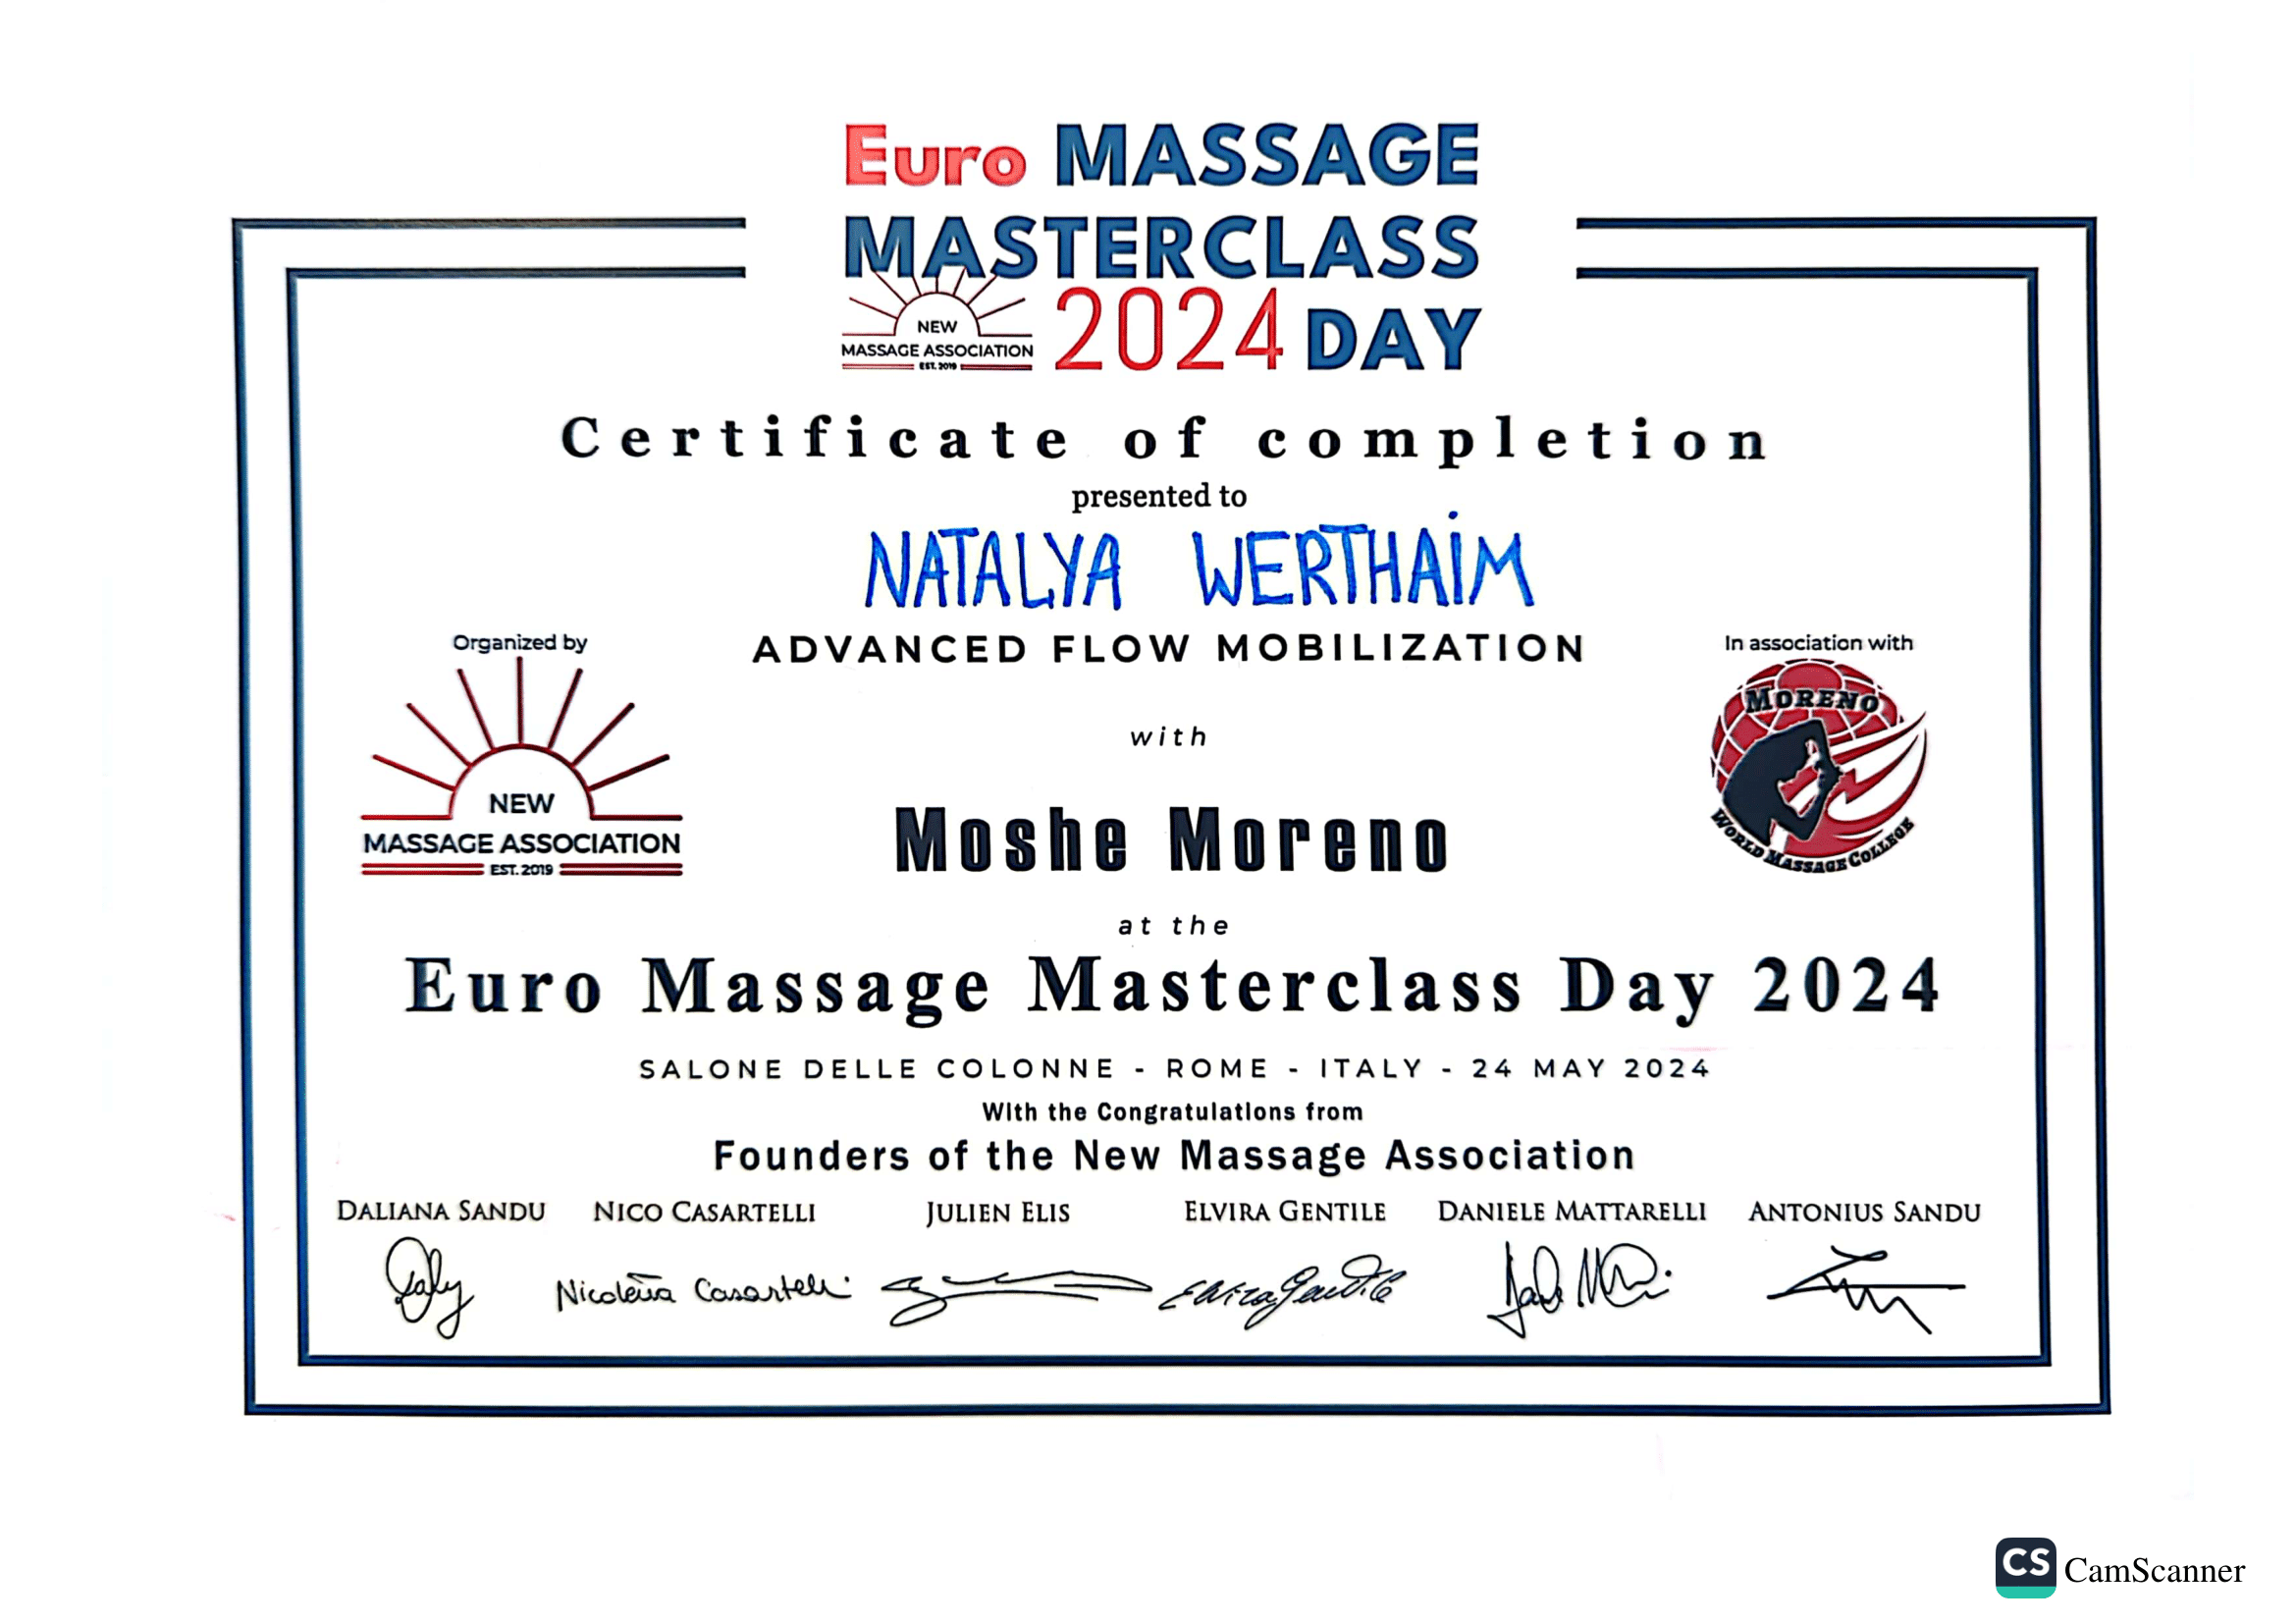 Euro MASSAGE
MASTERCLASS
2024 DAY
NEW
MASSAGE ASSOCIATION
EST. 2019
Certificate of completion
presented to
NATALYA WERTHAIM
ADVANCED FLOW MOBILIZATION
Organized by
NEW
MASSAGE ASSOCIATION
EST. 2019
In association with
MORENO
WORLD MASSAGE COLLEGE
with
Moshe Moreno
at the
Euro Massage Masterclass Day 2024
SALONE DELLE COLONNE - ROME - ITALY - 24 MAY 2024
With the Congratulations from
Founders of the New Massage Association
DALIANA SANDU NICO CASARTELLI JULIEN ELIS ELVIRA GENTILE DANIELE MATTARELLI ANTONIUS SANDU
Casartelli Elvira Gentile
CS CamScanner